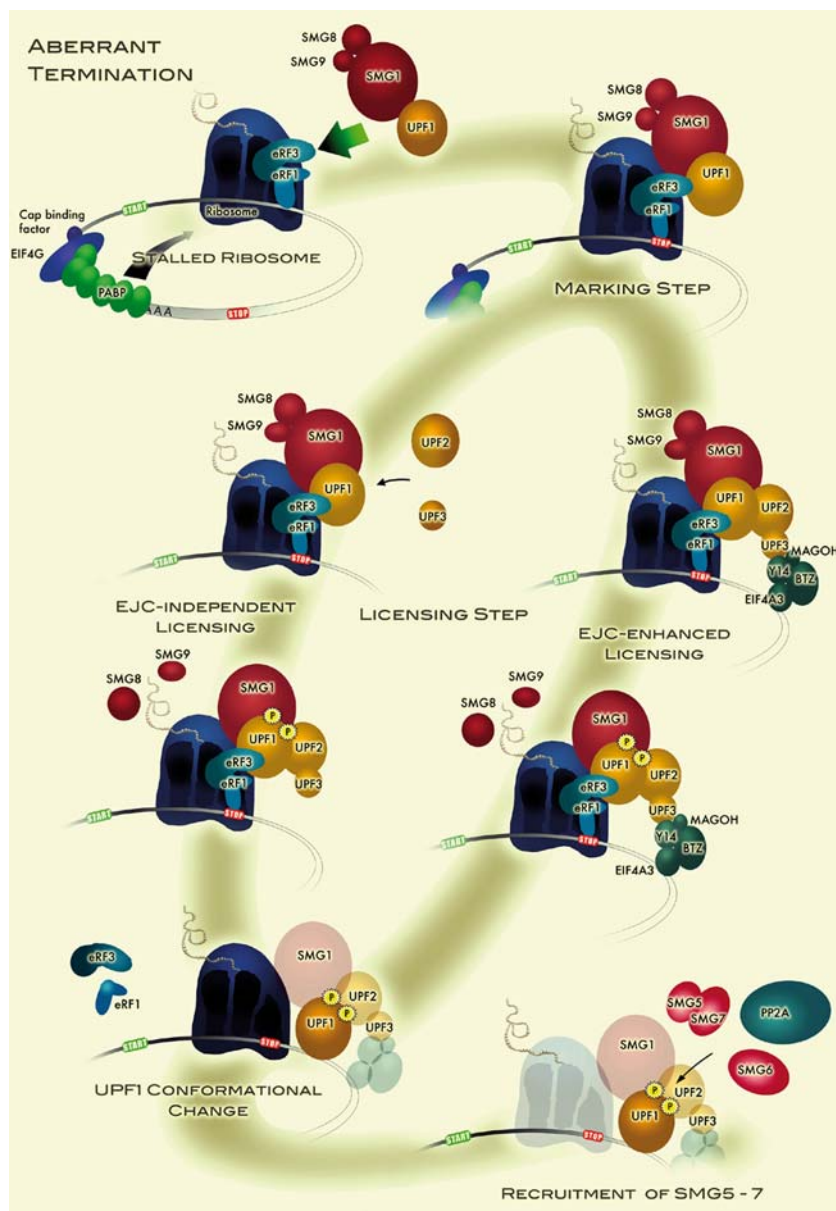 ABERRANT
TERMINATION
SMG8
SMG9
SMG1
UPF1
eRF3
eRF1
Ribosome
START
Cap binding
factor
EIF4G
STALLED RIBOSOME
PABP
AAA
STOP
SMG8
SMG9
SMG1
UPF1
eRF3
eRF1
START
STOP
MARKING STEP
SMG8
SMG9
SMG1
UPF1
eRF3
eRF1
UPF2
UPF3
START
STOP
EJC-INDEPENDENT
LICENSING
LICENSING STEP
SMG8
SMG9
SMG1
UPF1
UPF2
eRF3
eRF1
UPF3
MAGOH
Y14
BTZ
EIF4A3
START
STOP
EJC-ENHANCED
LICENSING
SMG9
SMG8
SMG1
P
P
UPF1
UPF2
eRF3
eRF1
UPF3
START
STOP
SMG9
SMG8
SMG1
P
P
UPF1
UPF2
eRF3
eRF1
UPF3
MAGOH
Y14
BTZ
EIF4A3
START
STOP
eRF3
eRF1
SMG1
P
P
UPF2
UPF1
UPF3
START
STOP
UPF1 CONFORMATIONAL
CHANGE
SMG5
SMG7
PP2A
SMG6
SMG1
P
P
UPF2
UPF1
UPF3
START
STOP
RECRUITMENT OF SMG5 - 7